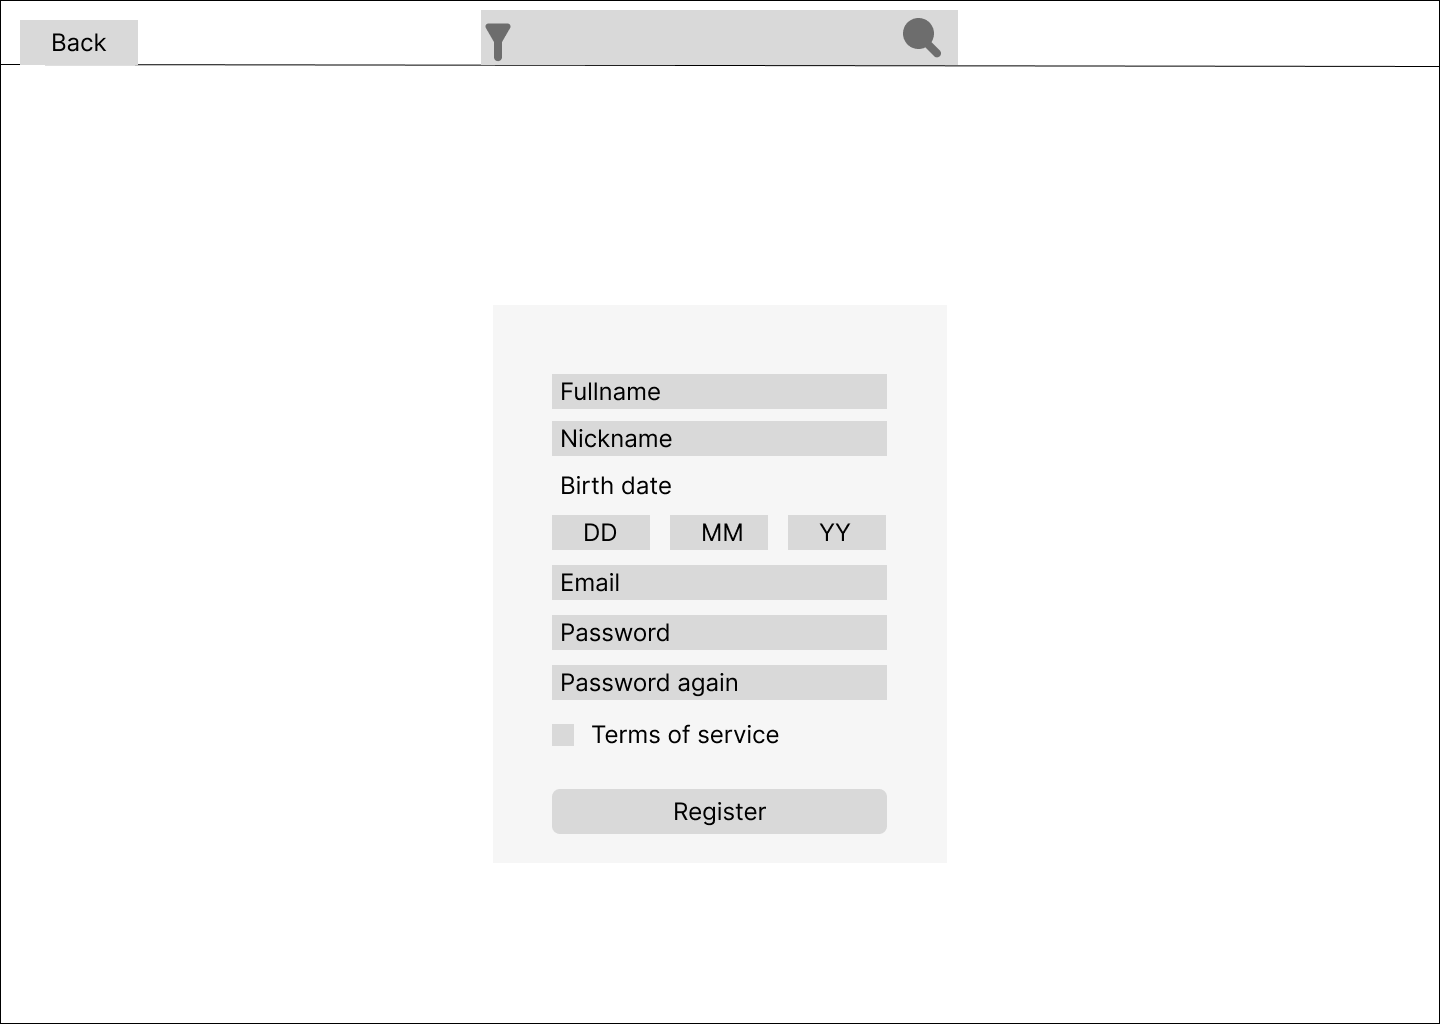 Back
Fullname
Nickname
Birth date
DD MM YY
Email
Password
Password again
Terms of service
Register